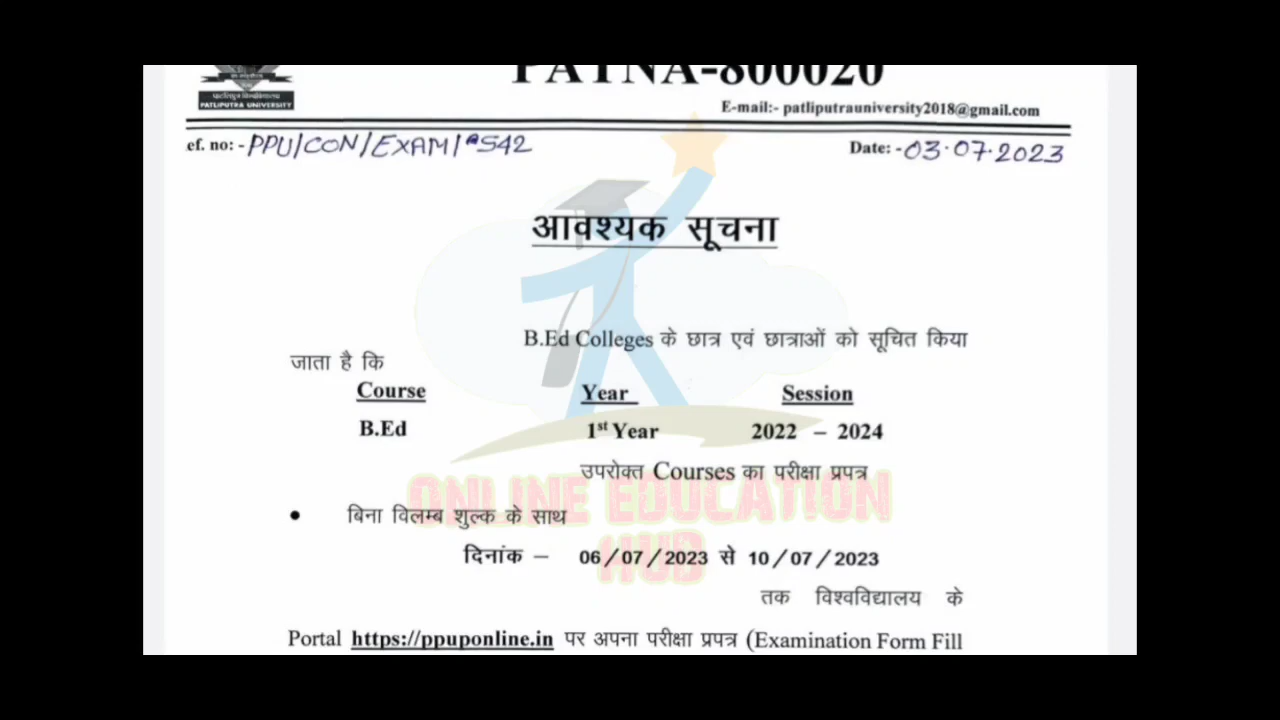 PATNA-800020
PATLIPUTRA UNIVERSITY
E-mail:- patliputrauniversity2018@gmail.com
ef. no: - PPU/CON/EXAM/542
Date: - 03.07.2023
आवश्यक सूचना
B.Ed Colleges के छात्र एवं छात्राओं को सूचित किया
जाता है कि
Course Year Session
B.Ed 1st Year 2022 – 2024
उपरोक्त Courses का परीक्षा प्रपत्र
ONLINE EDUCATION
HUB
• बिना विलम्ब शुल्क के साथ
दिनांक – 06/07/2023 से 10/07/2023
तक विश्वविद्यालय के
Portal https://ppuponline.in पर अपना परीक्षा प्रपत्र (Examination Form Fill